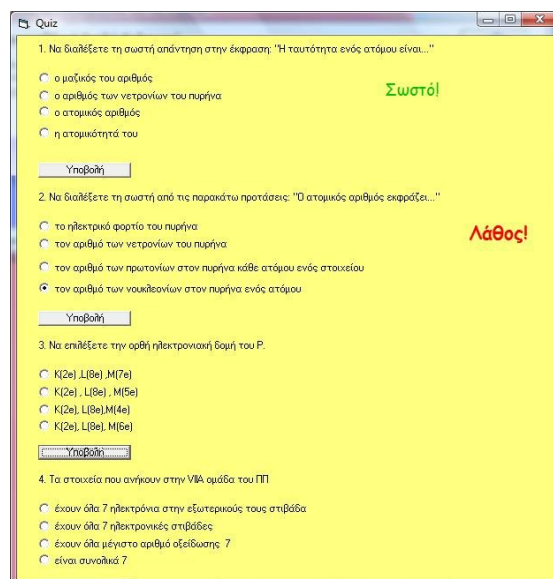 Quiz
1. Να διαλέξετε τη σωστή απάντηση στην έκφραση: "Η ταυτότητα ενός ατόμου είναι..."
ο μαζικός του αριθμός
ο αριθμός των νετρονίων του πυρήνα
Σωστό!
ο ατομικός αριθμός
η ατομικότητά του
Υποβολή
2. Να διαλέξετε τη σωστή από τις παρακάτω προτάσεις: "Ο ατομικός αριθμός εκφράζει..."
το ηλεκτρικό φορτίο του πυρήνα
τον αριθμό των νετρονίων του πυρήνα
Λάθος!
τον αριθμό των πρωτονίων στον πυρήνα κάθε ατόμου ενός στοιχείου
τον αριθμό των νουκλεονίων στον πυρήνα ενός ατόμου
Υποβολή
3. Να επιλέξετε την ορθή ηλεκτρονιακή δομή του P.
K(2e) ,L(8e) ,M(7e)
K(2e) , L(8e) , M(5e)
K(2e), L(8e),M(4e)
K(2e), L(8e), M(6e)
Υποβολή
4. Τα στοιχεία που ανήκουν στην VIIA ομάδα του ΠΠ
έχουν όλα 7 ηλεκτρόνια στην εξωτερικούς τους στιβάδα
έχουν όλα 7 ηλεκτρονικές στιβάδες
έχουν όλα μέγιστο αριθμό οξείδωσης 7
είναι συνολικά 7